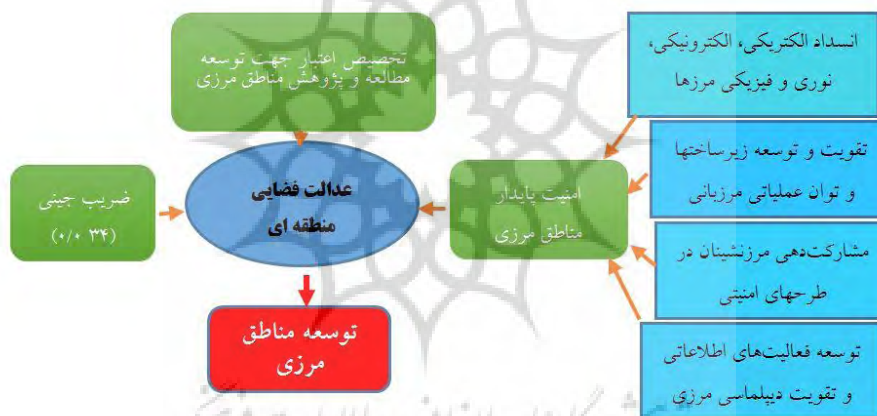 انسداد الکتریکی، الکترونیکی،
نوری و فیزیکی مرزها
تخصیص اعتبار جهت توسعه
مطالعه و پژوهش مناطق مرزی
تقویت و توسعه زیرساختها
و توان عملیاتی مرزبانی
امنیت پایدار
مناطق مرزی
عدالت فضایی
منطقه ای
ضریب جینی
(۰/۰۳۴)
مشارکت‌دهی مرزنشینان در
طرحهای امنیتی
توسعه مناطق
مرزی
توسعه فعالیت‌های اطلاعاتی
و تقویت دیپلماسی مرزی